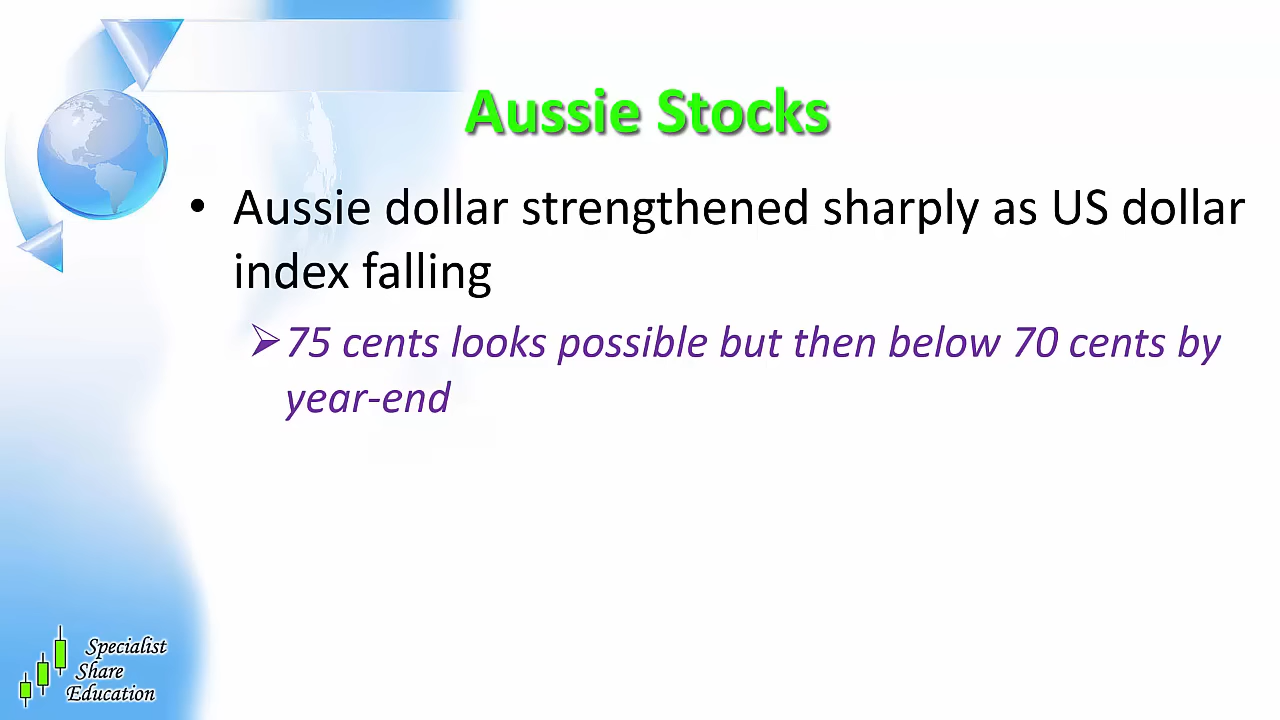 Aussie Stocks
• Aussie dollar strengthened sharply as US dollar
index falling
➢75 cents looks possible but then below 70 cents by
year-end
Specialist
Share
Education